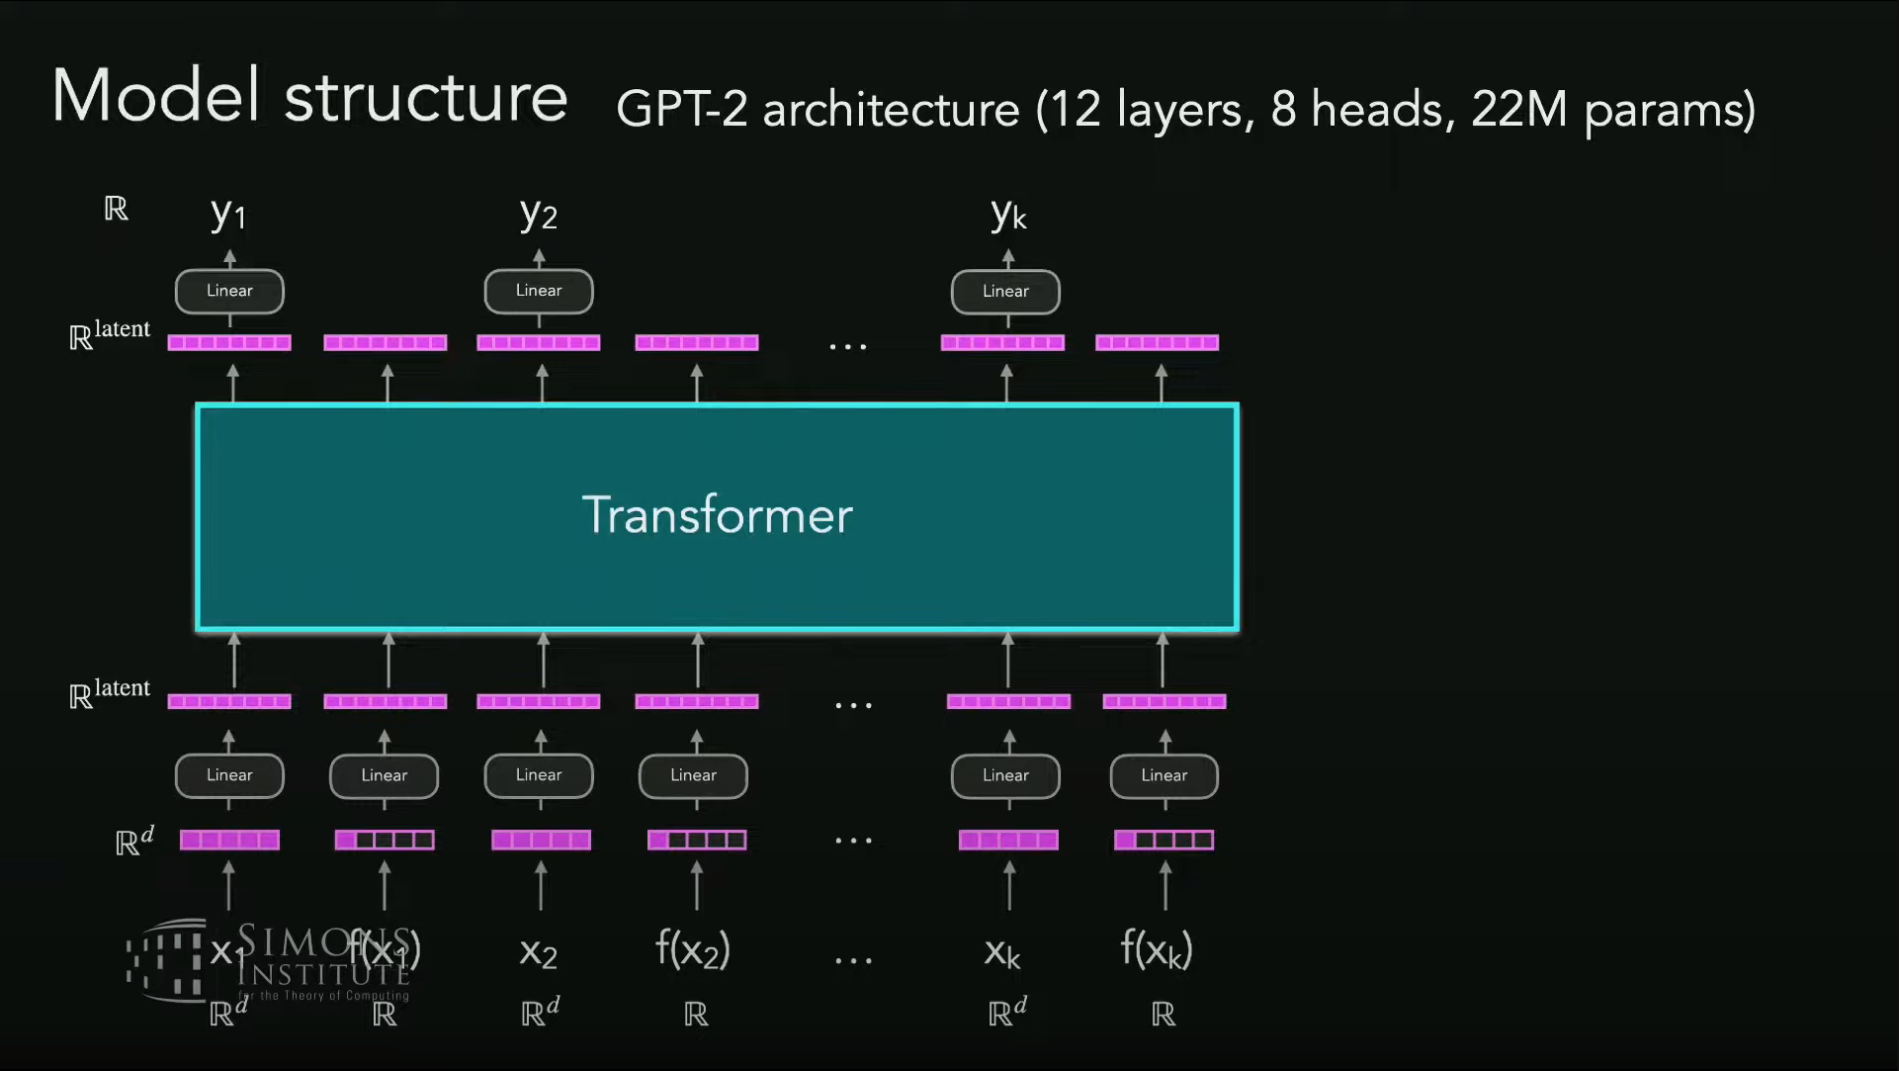 Model structure GPT-2 architecture (12 layers, 8 heads, 22M params)
ℝ y₁ y₂ yₖ
Linear Linear Linear
ℝ^latent ...
Transformer
ℝ^latent ...
Linear Linear Linear Linear Linear Linear
ℝ^d ...
x₁ f(x₁) x₂ f(x₂) ... xₖ f(xₖ)
ℝ^d ℝ ℝ^d ℝ ℝ^d ℝ
SIMONS
INSTITUTE
for the Theory of Computing